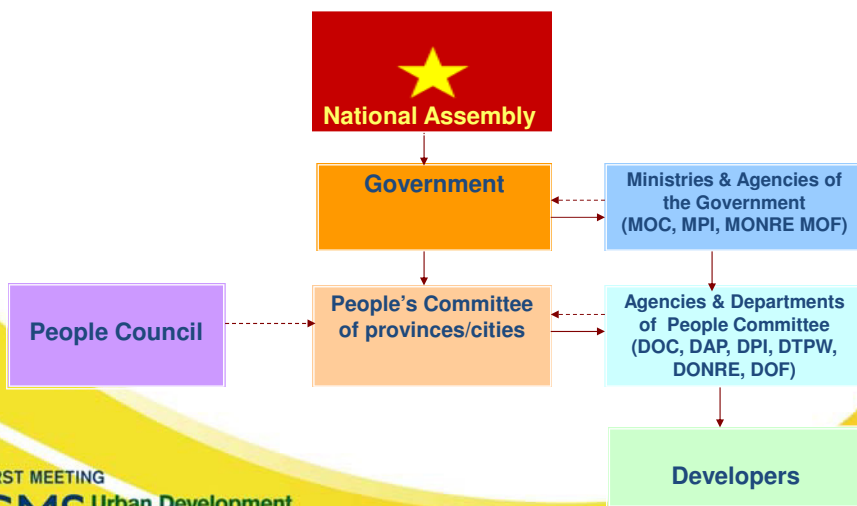 National Assembly
Government
Ministries & Agencies of
the Government
(MOC, MPI, MONRE MOF)
People Council
People's Committee
of provinces/cities
Agencies & Departments
of People Committee
(DOC, DAP, DPI, DTPW,
DONRE, DOF)
Developers
MEETING
Urban Development